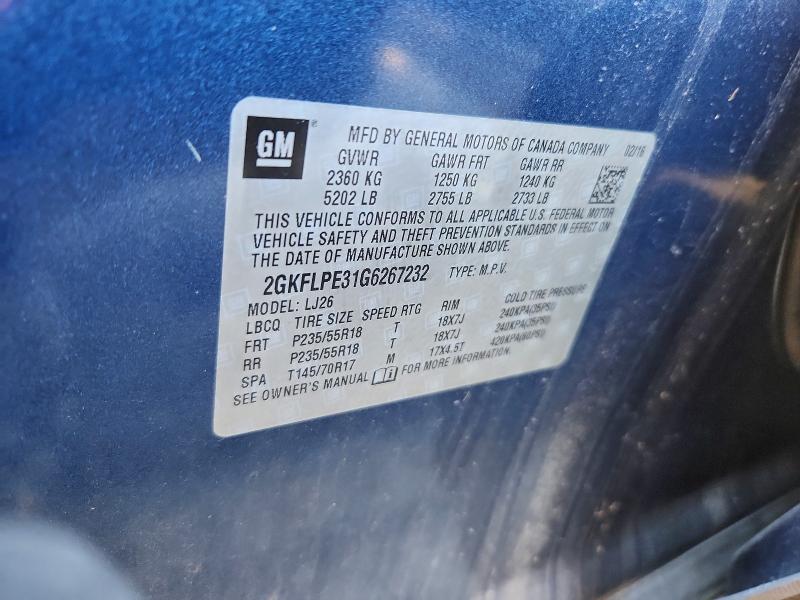 GM® MFD BY GENERAL MOTORS OF CANADA COMPANY 02/16
GVWR GAWR FRT GAWR RR
2360 KG 1250 KG 1240 KG
5202 LB 2755 LB 2733 LB
THIS VEHICLE CONFORMS TO ALL APPLICABLE U.S. FEDERAL MOTOR
VEHICLE SAFETY AND THEFT PREVENTION STANDARDS IN EFFECT ON
THE DATE OF MANUFACTURE SHOWN ABOVE.
2GKFLPE31G6267232 TYPE: M.P.V.
MODEL: LJ26
LBCQ TIRE SIZE SPEED RTG RIM COLD TIRE PRESSURE
FRT P235/55R18 T 18X7J 240KPA(35PSI)
RR P235/55R18 T 18X7J 240KPA(35PSI)
SPA T145/70R17 M 17X4.5T 420KPA(60PSI)
SEE OWNER'S MANUAL FOR MORE INFORMATION.